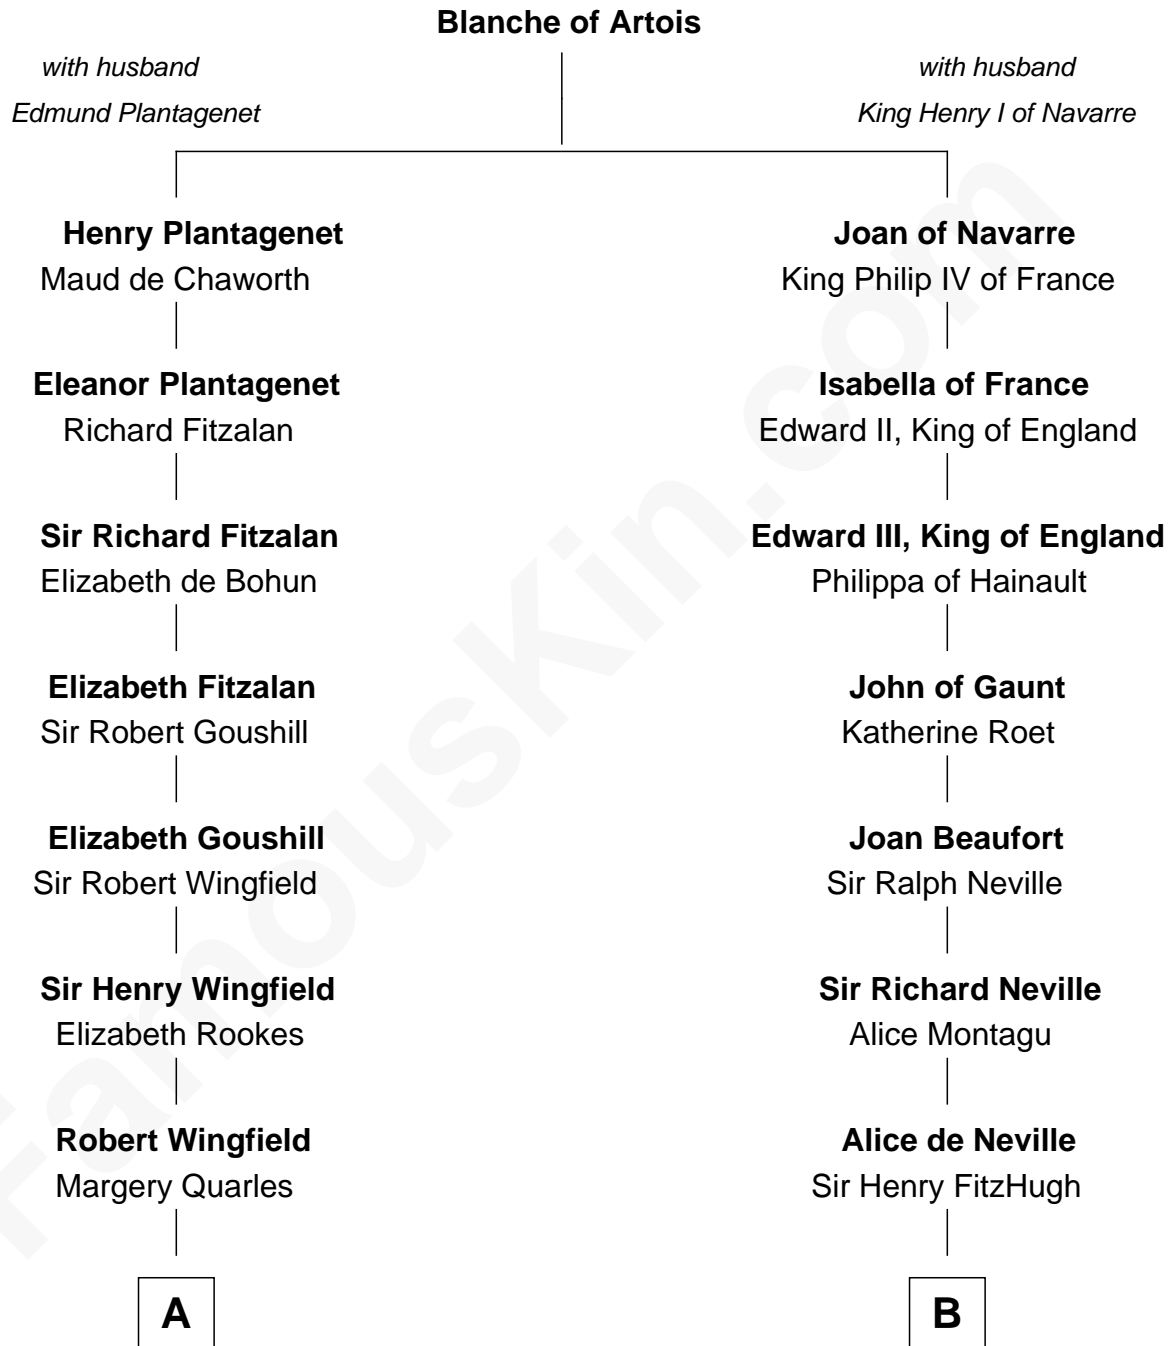 Blanche of Artois
with husband
Edmund Plantagenet
with husband
King Henry I of Navarre
Henry Plantagenet
Maud de Chaworth
Joan of Navarre
King Philip IV of France
Eleanor Plantagenet
Richard Fitzalan
Isabella of France
Edward II, King of England
Sir Richard Fitzalan
Elizabeth de Bohun
Edward III, King of England
Philippa of Hainault
Elizabeth Fitzalan
Sir Robert Goushill
John of Gaunt
Katherine Roet
Elizabeth Goushill
Sir Robert Wingfield
Joan Beaufort
Sir Ralph Neville
Sir Henry Wingfield
Elizabeth Rookes
Sir Richard Neville
Alice Montagu
Robert Wingfield
Margery Quarles
Alice de Neville
Sir Henry FitzHugh
A
B
FamousKin.com